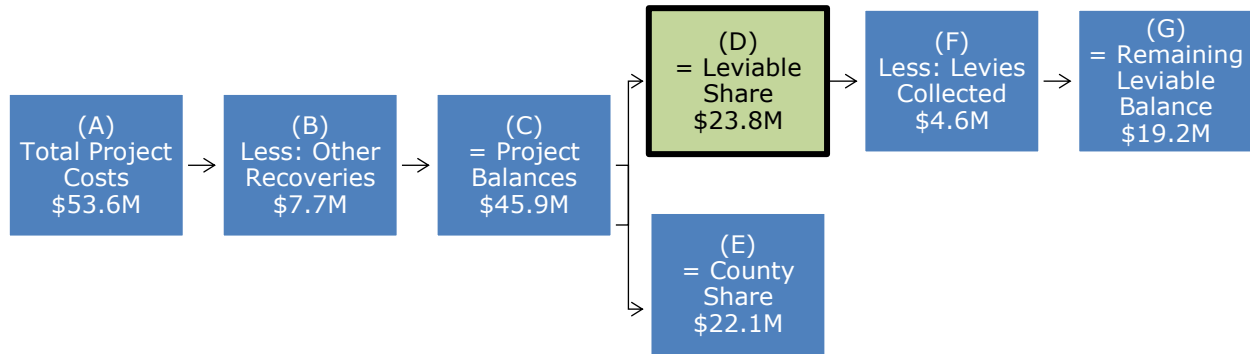 (A)
Total Project
Costs
$53.6M
(B)
Less: Other
Recoveries
$7.7M
(C)
= Project
Balances
$45.9M
(D)
= Leviable
Share
$23.8M
(E)
= County
Share
$22.1M
(F)
Less: Levies
Collected
$4.6M
(G)
= Remaining
Leviable
Balance
$19.2M